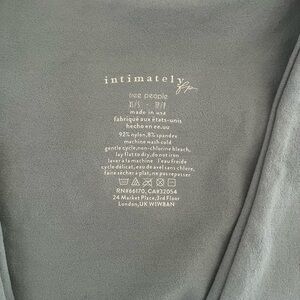 intimately fp
free people
made in usa
fabriqué aux états-unis
hecho en ee.uu
92% nylon,8% spandex
machine wash cold
gentle cycle,non-chlorine bleach,
lay flat to dry,do not iron
laver a la machine l'eau freide
cycle délicat, eau de javel sans chlore,
faire sécher a plat, ne pas repasser
RN#66170, CA#32054
24 Market Place,3rd Floor
London,UK W1W8AN